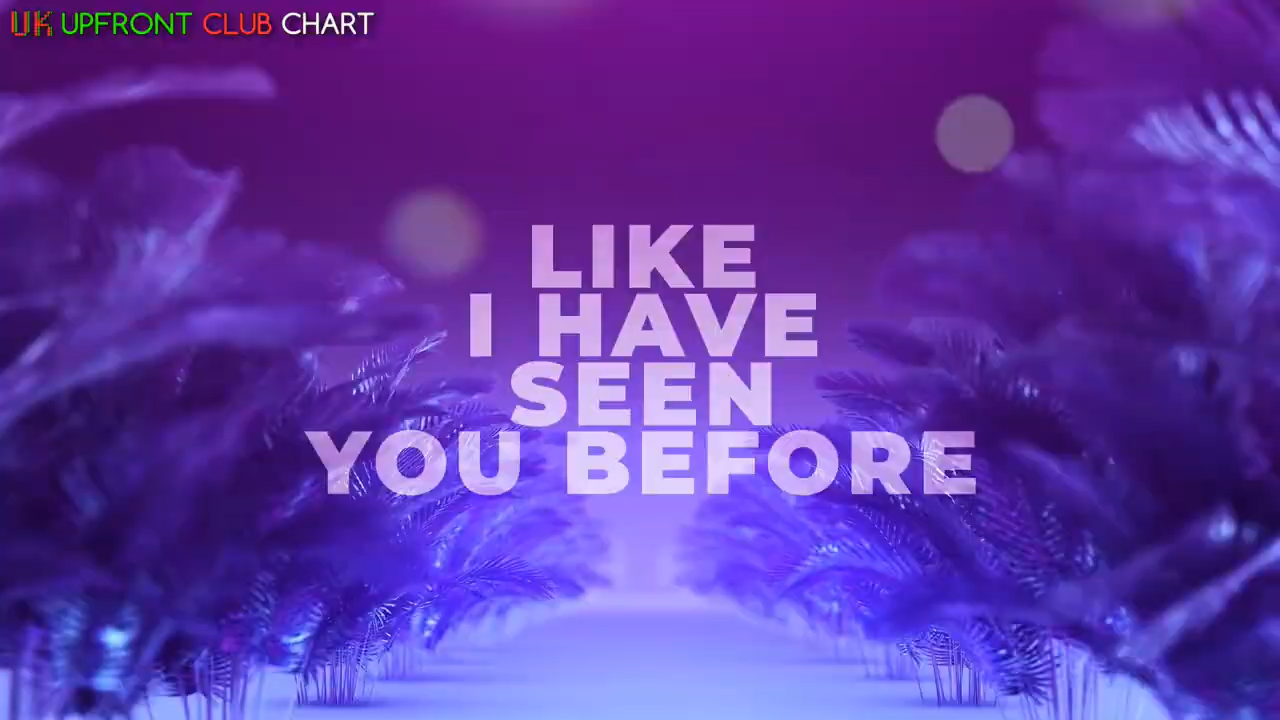 UK UPFRONT CLUB CHART
LIKE
I HAVE
SEEN
YOU BEFORE